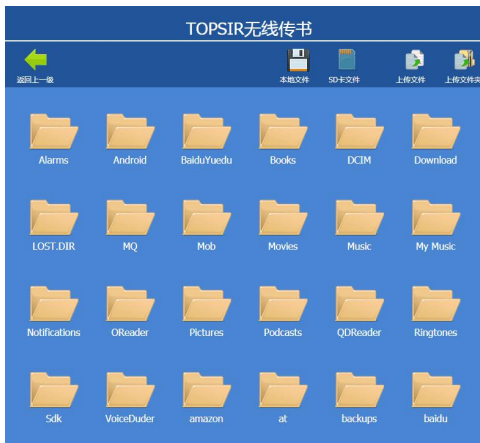 TOPSIR无线传书
返回上一级 本地文件 SD卡文件 上传文件 上传文件夹
Alarms Android BaiduYuedu Books DCIM Download
LOST.DIR MQ Mob Movies Music My Music
Notifications OReader Pictures Podcasts QDReader Ringtones
Sdk VoiceDuder amazon at backups baidu